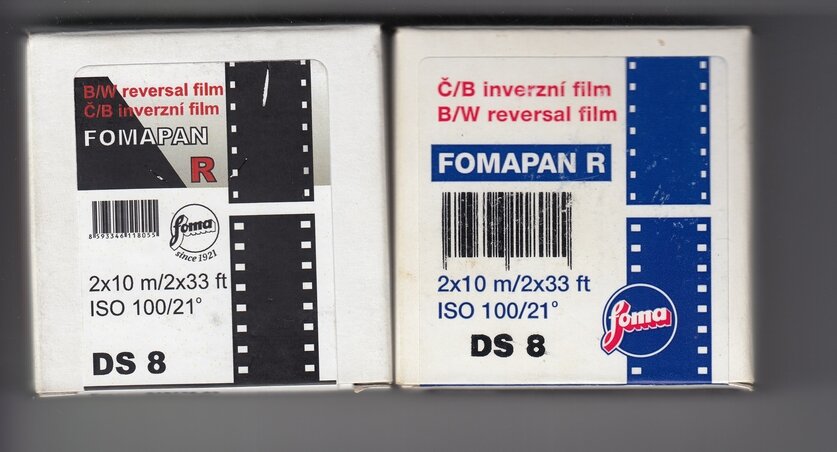 B/W reversal film
Č/B inverzní film
FOMAPAN
R
8593346118055
foma
since 1921
2x10 m/2x33 ft
ISO 100/21°
DS 8
Č/B inverzní film
B/W reversal film
FOMAPAN R
2x10 m/2x33 ft
ISO 100/21°
foma
DS 8